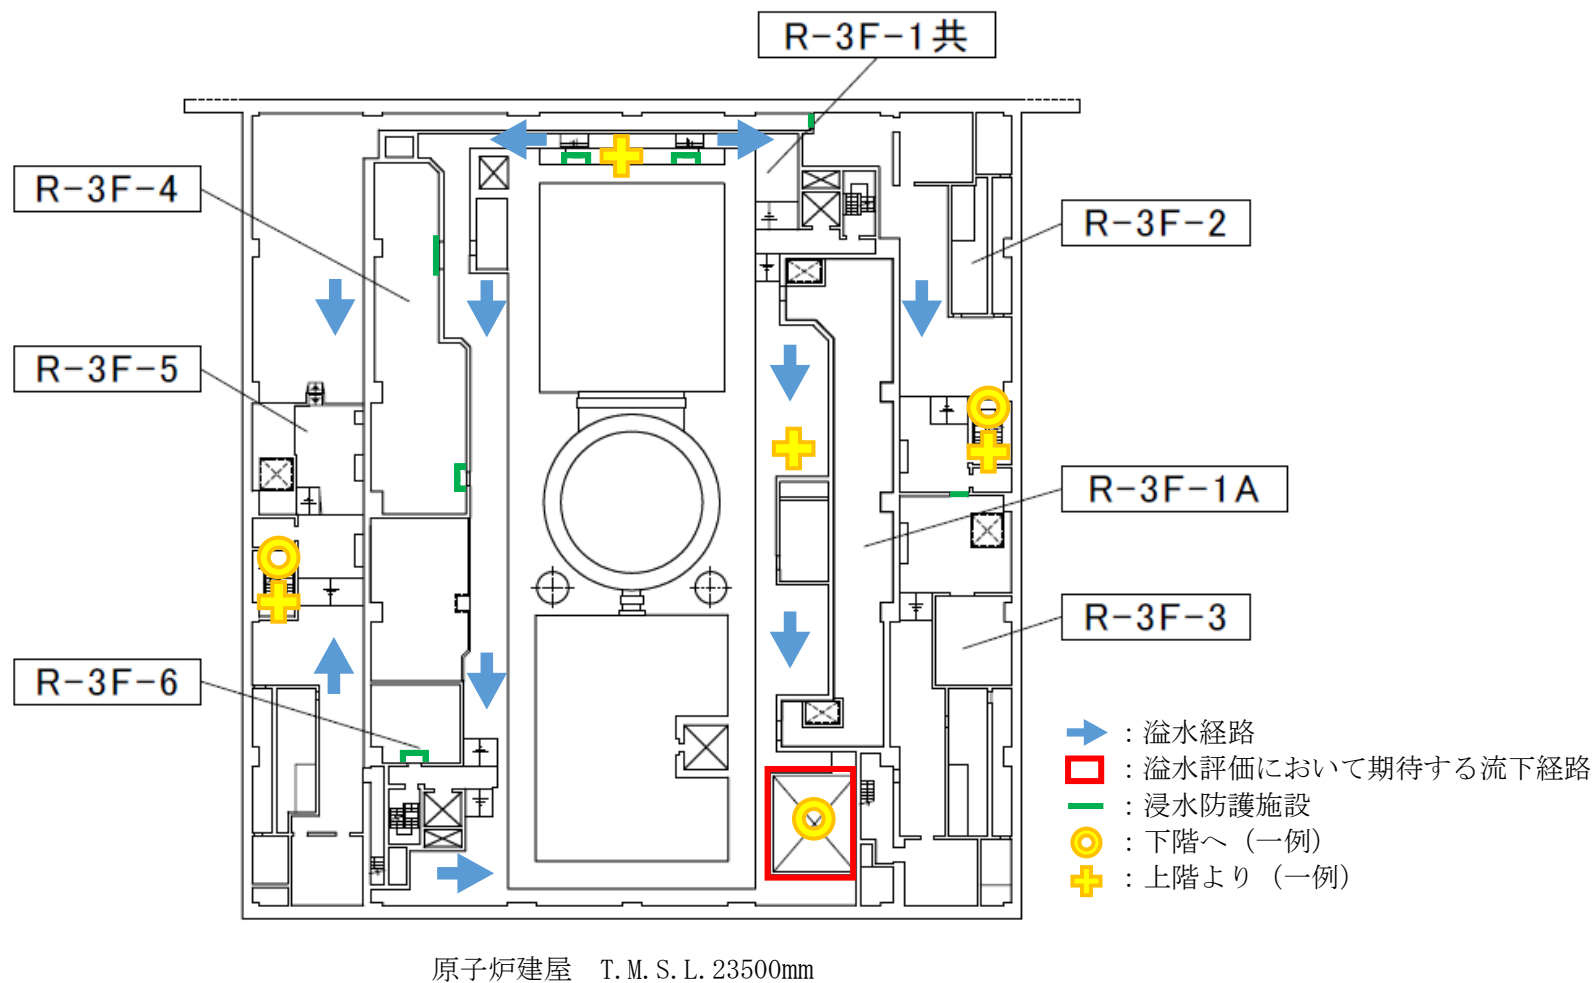 R-3F-1共
R-3F-4
R-3F-2
R-3F-5
R-3F-1A
R-3F-3
R-3F-6
：溢水経路
：溢水評価において期待する流下経路
：浸水防護施設
：下階へ（一例）
：上階より（一例）
原子炉建屋　T.M.S.L.23500mm